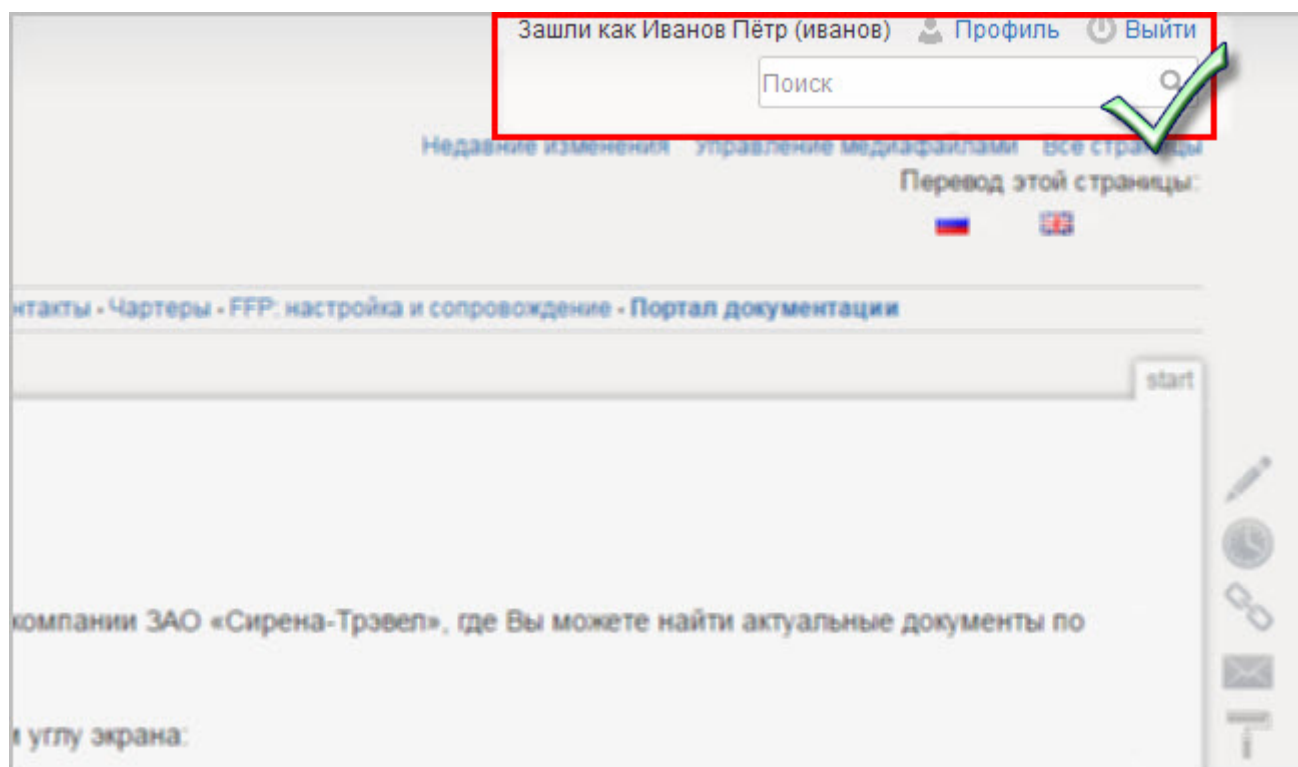 Зашли как Иванов Пётр (иванов) Профиль Выйти
Поиск
Недавние изменения Управление медиафайлами Все страницы
Перевод этой страницы:
нтакты - Чартеры - FFP: настройка и сопровождение - Портал документации
start
компании ЗАО «Сирена-Трэвел», где Вы можете найти актуальные документы по
углу экрана: